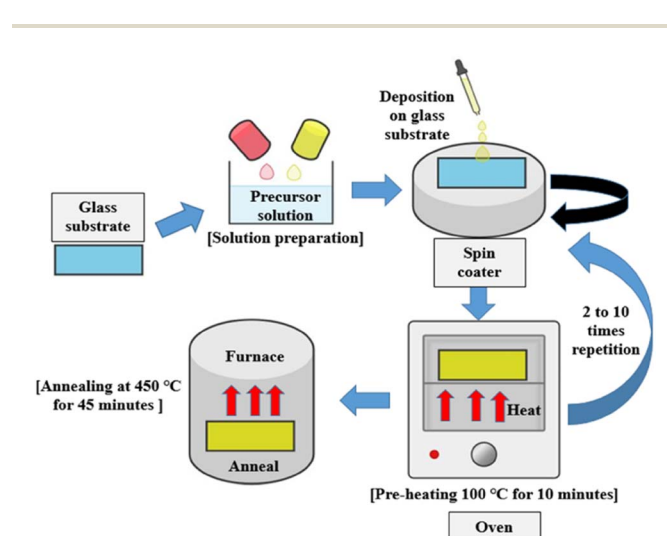 Glass
substrate
Precursor
solution
[Solution preparation]
Deposition
on glass
substrate
Spin
coater
2 to 10
times
repetition
Heat
[Pre-heating 100 °C for 10 minutes]
Oven
Furnace
Anneal
[Annealing at 450 °C
for 45 minutes ]